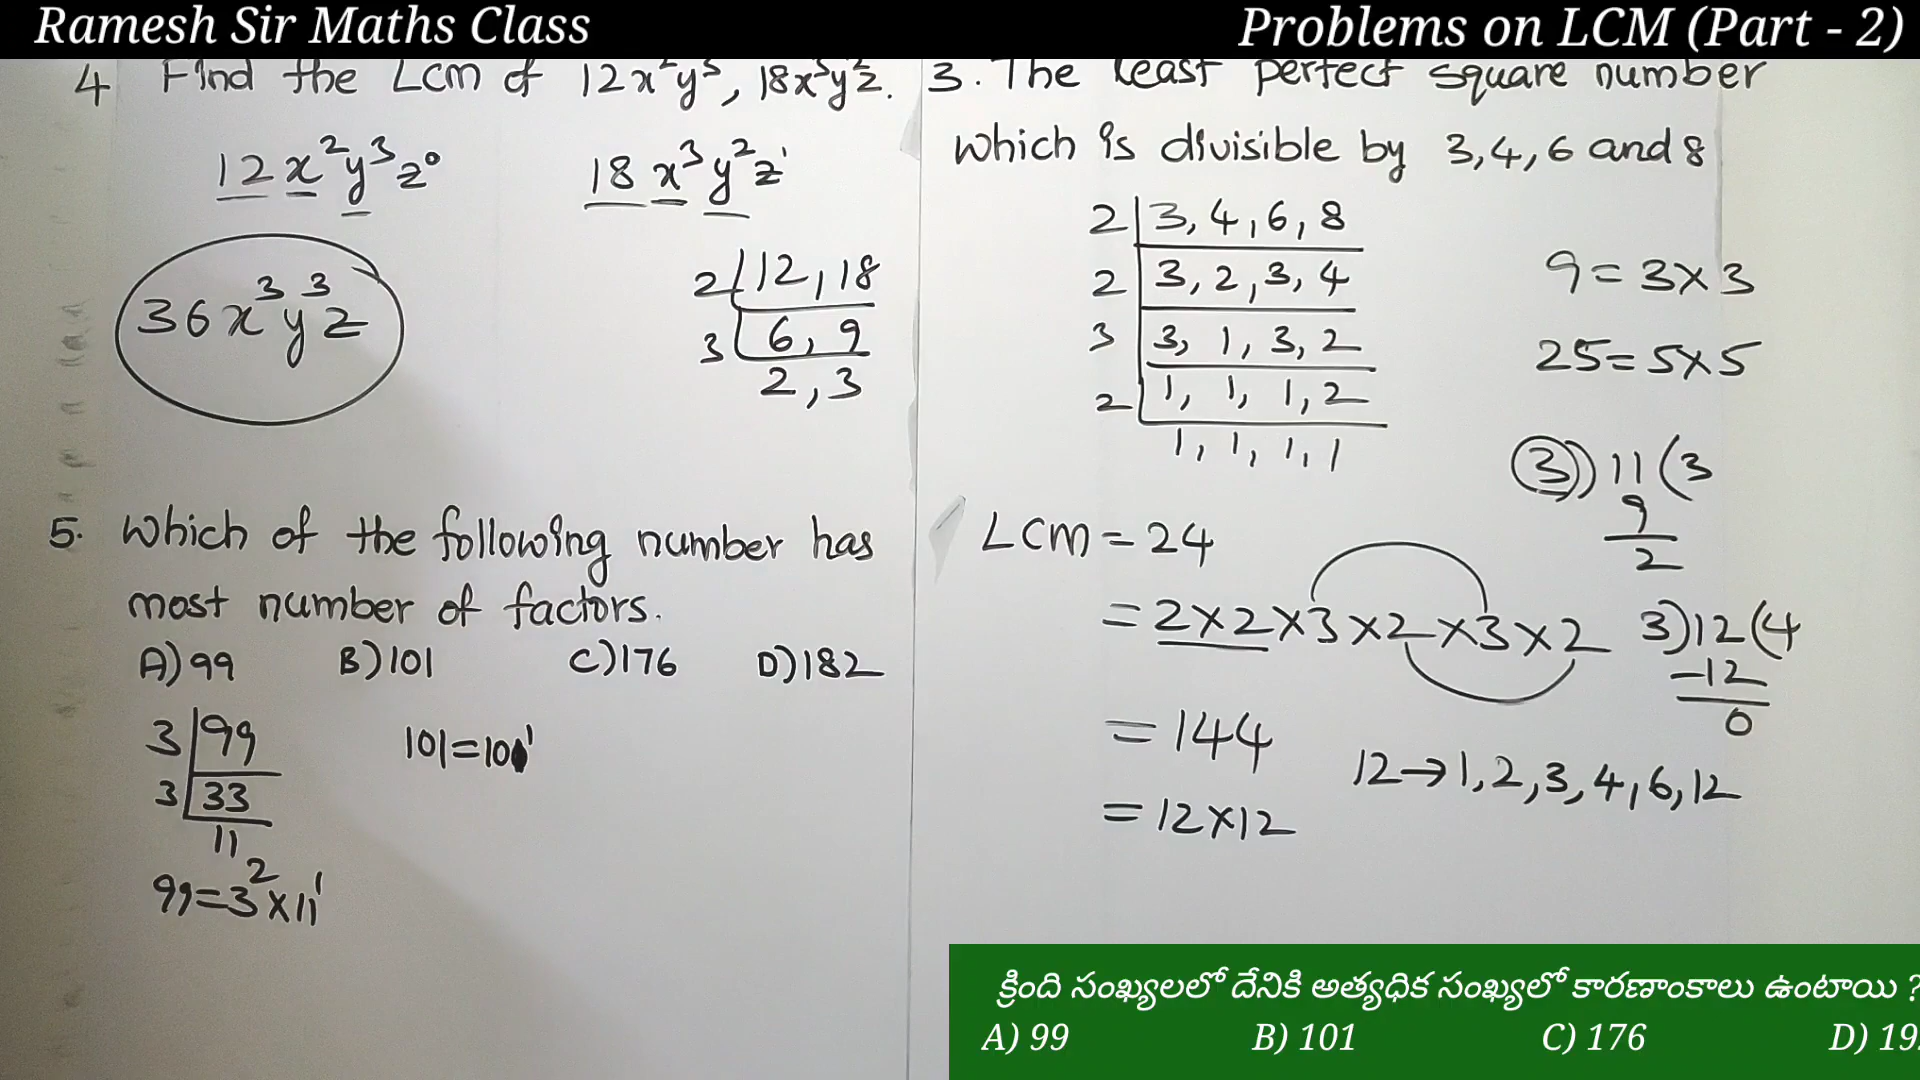 Ramesh Sir Maths Class
Problems on LCM (Part - 2)
4 Find the LCM of 12x²y³, 18x³y²z.
12 x²y³z⁰ 18 x³y²z¹
36x³y³z
2 12, 18
3 6, 9
2, 3
5. Which of the following number has
most number of factors.
A) 99 B) 101 C) 176 D) 182
3 99
3 33
11
99=3²×11¹
101=101¹
3. The least perfect square number
which is divisible by 3,4,6 and 8
2 3, 4, 6, 8
2 3, 2, 3, 4
3 3, 1, 3, 2
2 1, 1, 1, 2
1, 1, 1, 1
9=3×3
25=5×5
3) 11 (3
9
2
LCM = 24
= 2×2×3×2×3×2
= 144
= 12×12
3)12(4
-12
0
12→1,2,3,4,6,12
క్రింది సంఖ్యలలో దేనికి అత్యధిక సంఖ్యలో కారణాంకాలు ఉంటాయి ?
A) 99 B) 101 C) 176 D) 19